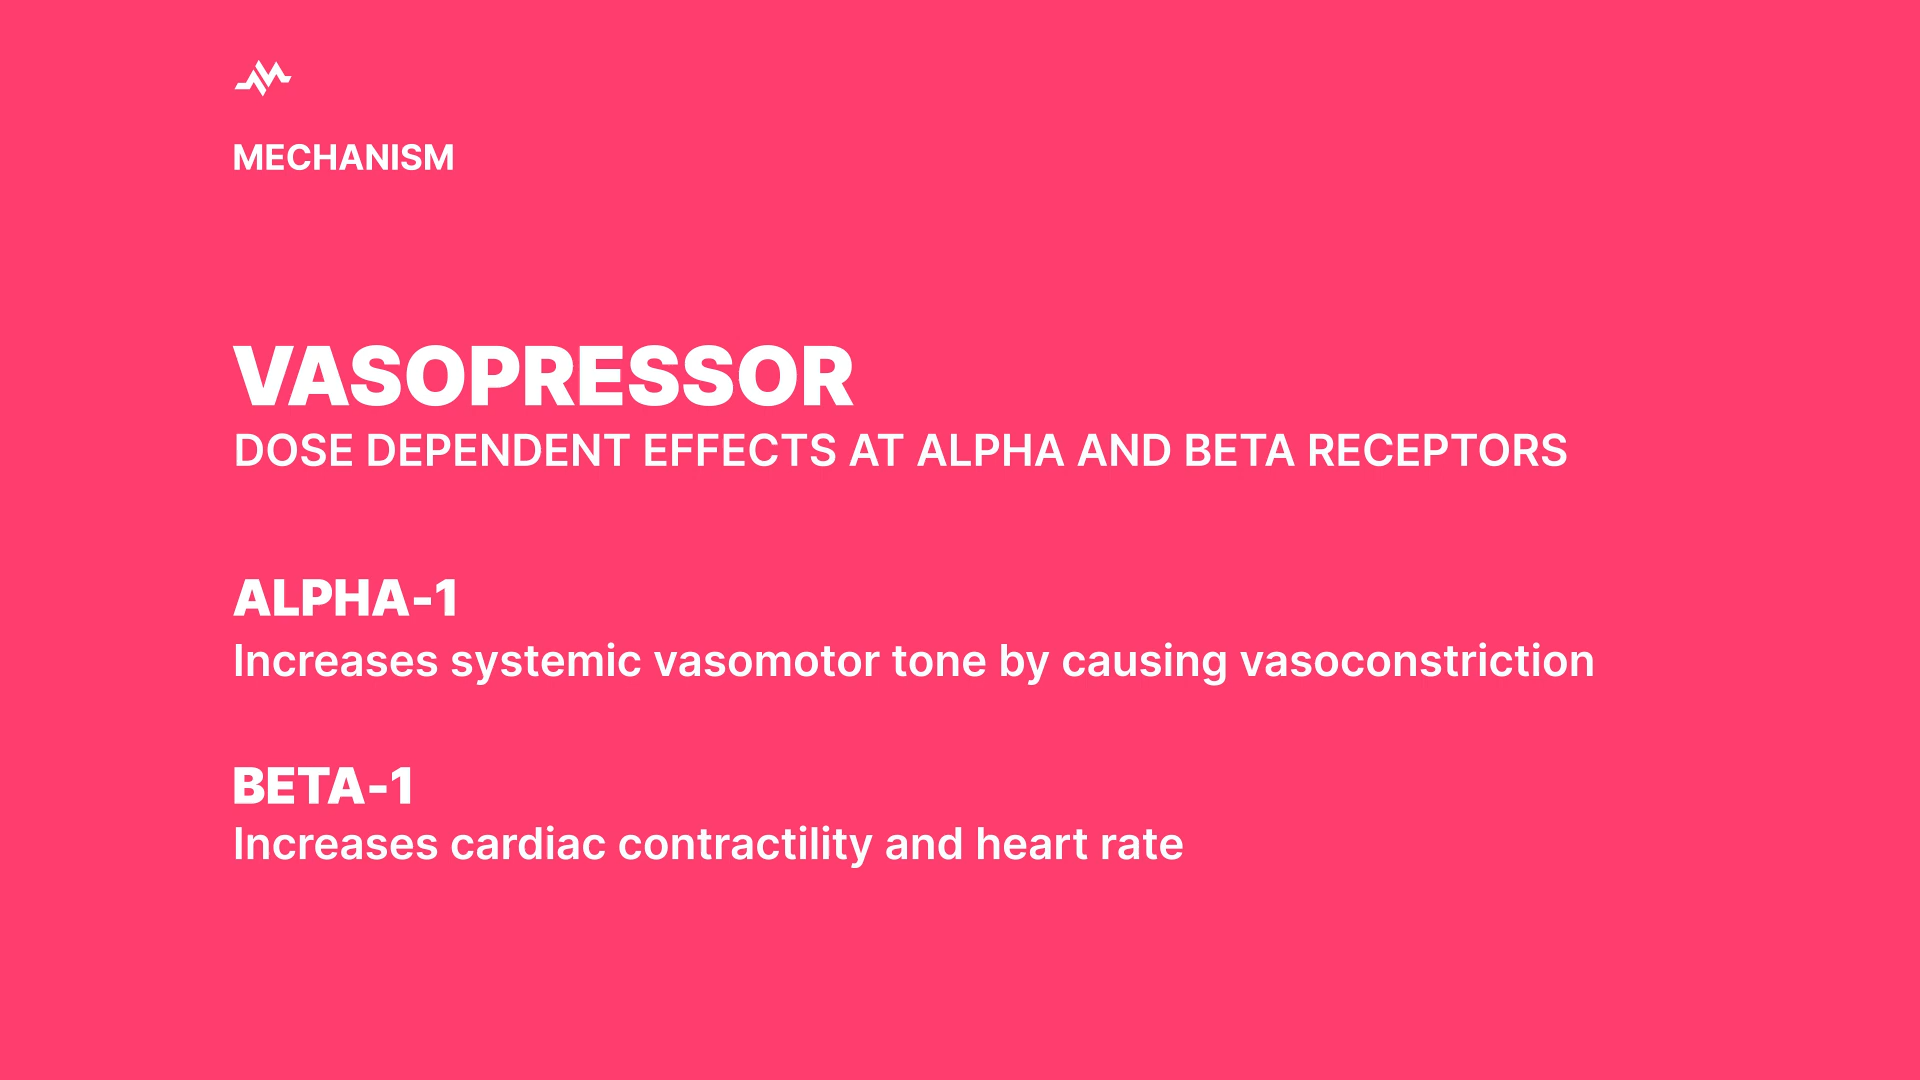 MECHANISM
VASOPRESSOR
DOSE DEPENDENT EFFECTS AT ALPHA AND BETA RECEPTORS
ALPHA-1
Increases systemic vasomotor tone by causing vasoconstriction
BETA-1
Increases cardiac contractility and heart rate